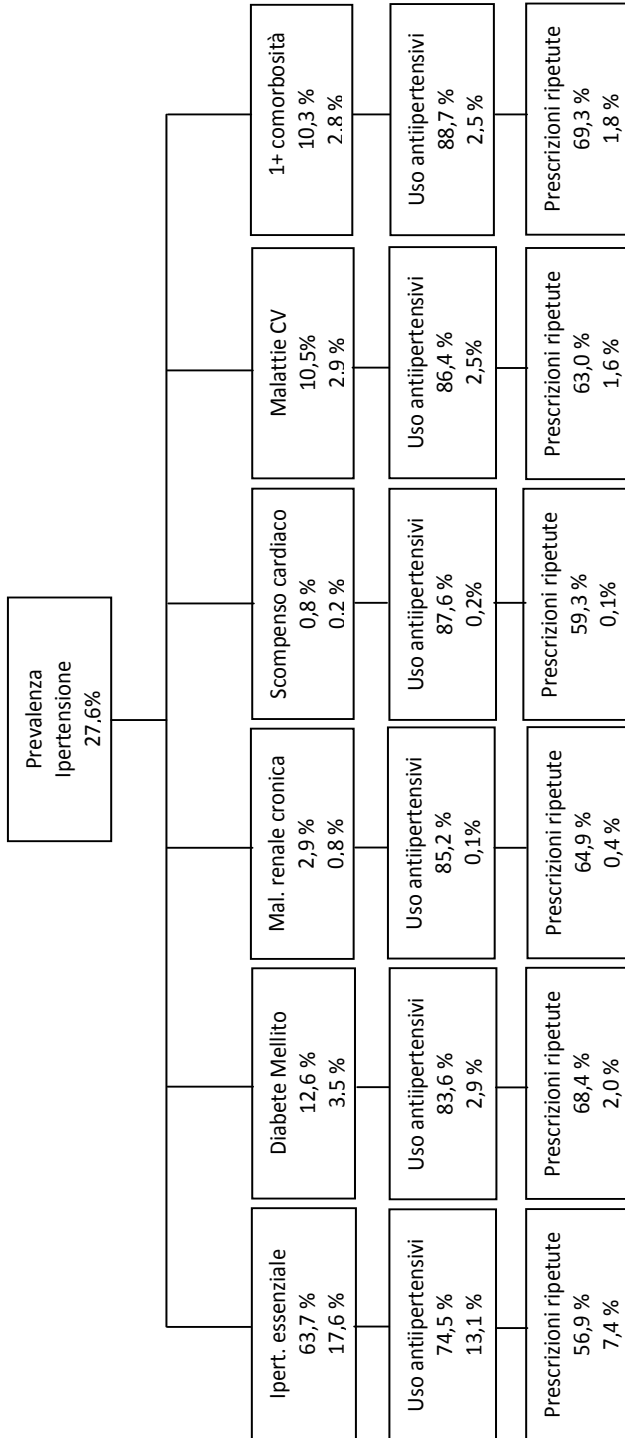 Prevalenza
Ipertensione
27.6%
Ipert. essenziale
63,7 %
17,6 %
Diabete Mellito
12,6 %
3.5 %
Mal. renale cronica
2,9 %
0.8 %
Scompenso cardiaco
0,8 %
0.2 %
Malattie CV
10,5%
2.9 %
1+ comorbosità
10,3 %
2.8 %
Uso antiipertensivi
74,5 %
13,1 %
Uso antiipertensivi
83,6 %
2,9 %
Uso antiipertensivi
85,2 %
0,1%
Uso antiipertensivi
87,6 %
0,2%
Uso antiipertensivi
86,4 %
2,5%
Uso antiipertensivi
88,7 %
2,5 %
Prescrizioni ripetute
56,9 %
7,4 %
Prescrizioni ripetute
68,4 %
2,0 %
Prescrizioni ripetute
64,9 %
0,4 %
Prescrizioni ripetute
59,3 %
0,1%
Prescrizioni ripetute
63,0 %
1,6 %
Prescrizioni ripetute
69,3 %
1,8 %